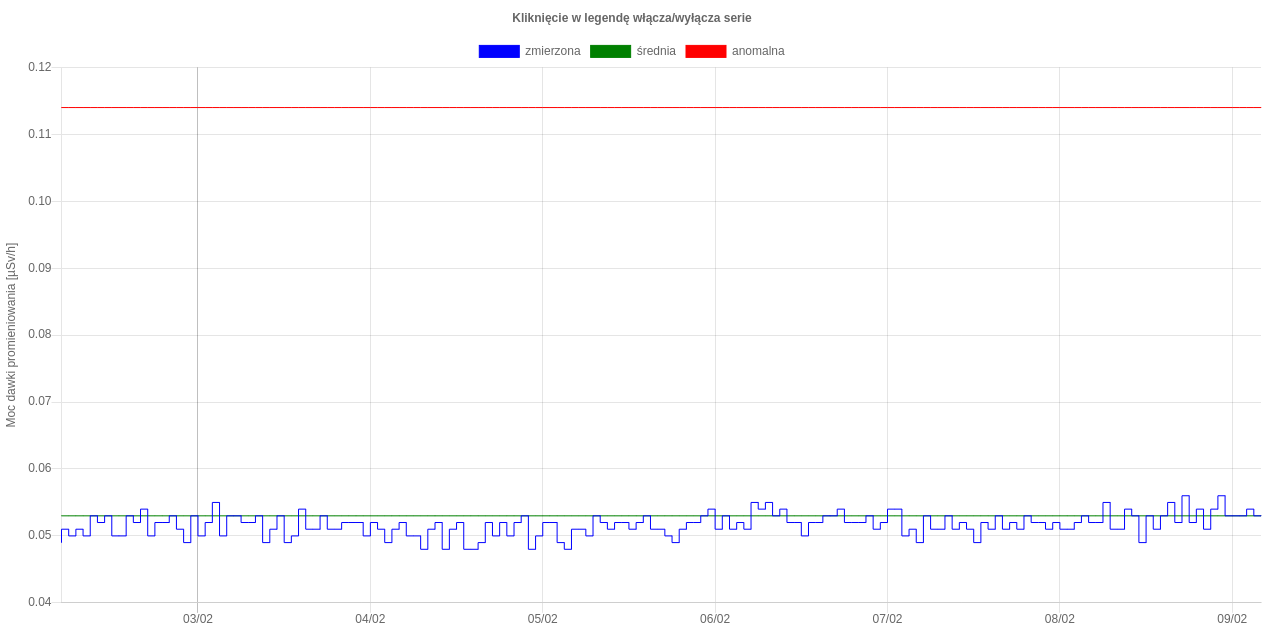 Kliknięcie w legendę włącza/wyłącza serie
zmierzona średnia anomalna
0.12
0.11
0.10
0.09
0.08
0.07
0.06
0.05
0.04
Moc dawki promieniowania [µSv/h]
03/02 04/02 05/02 06/02 07/02 08/02 09/02